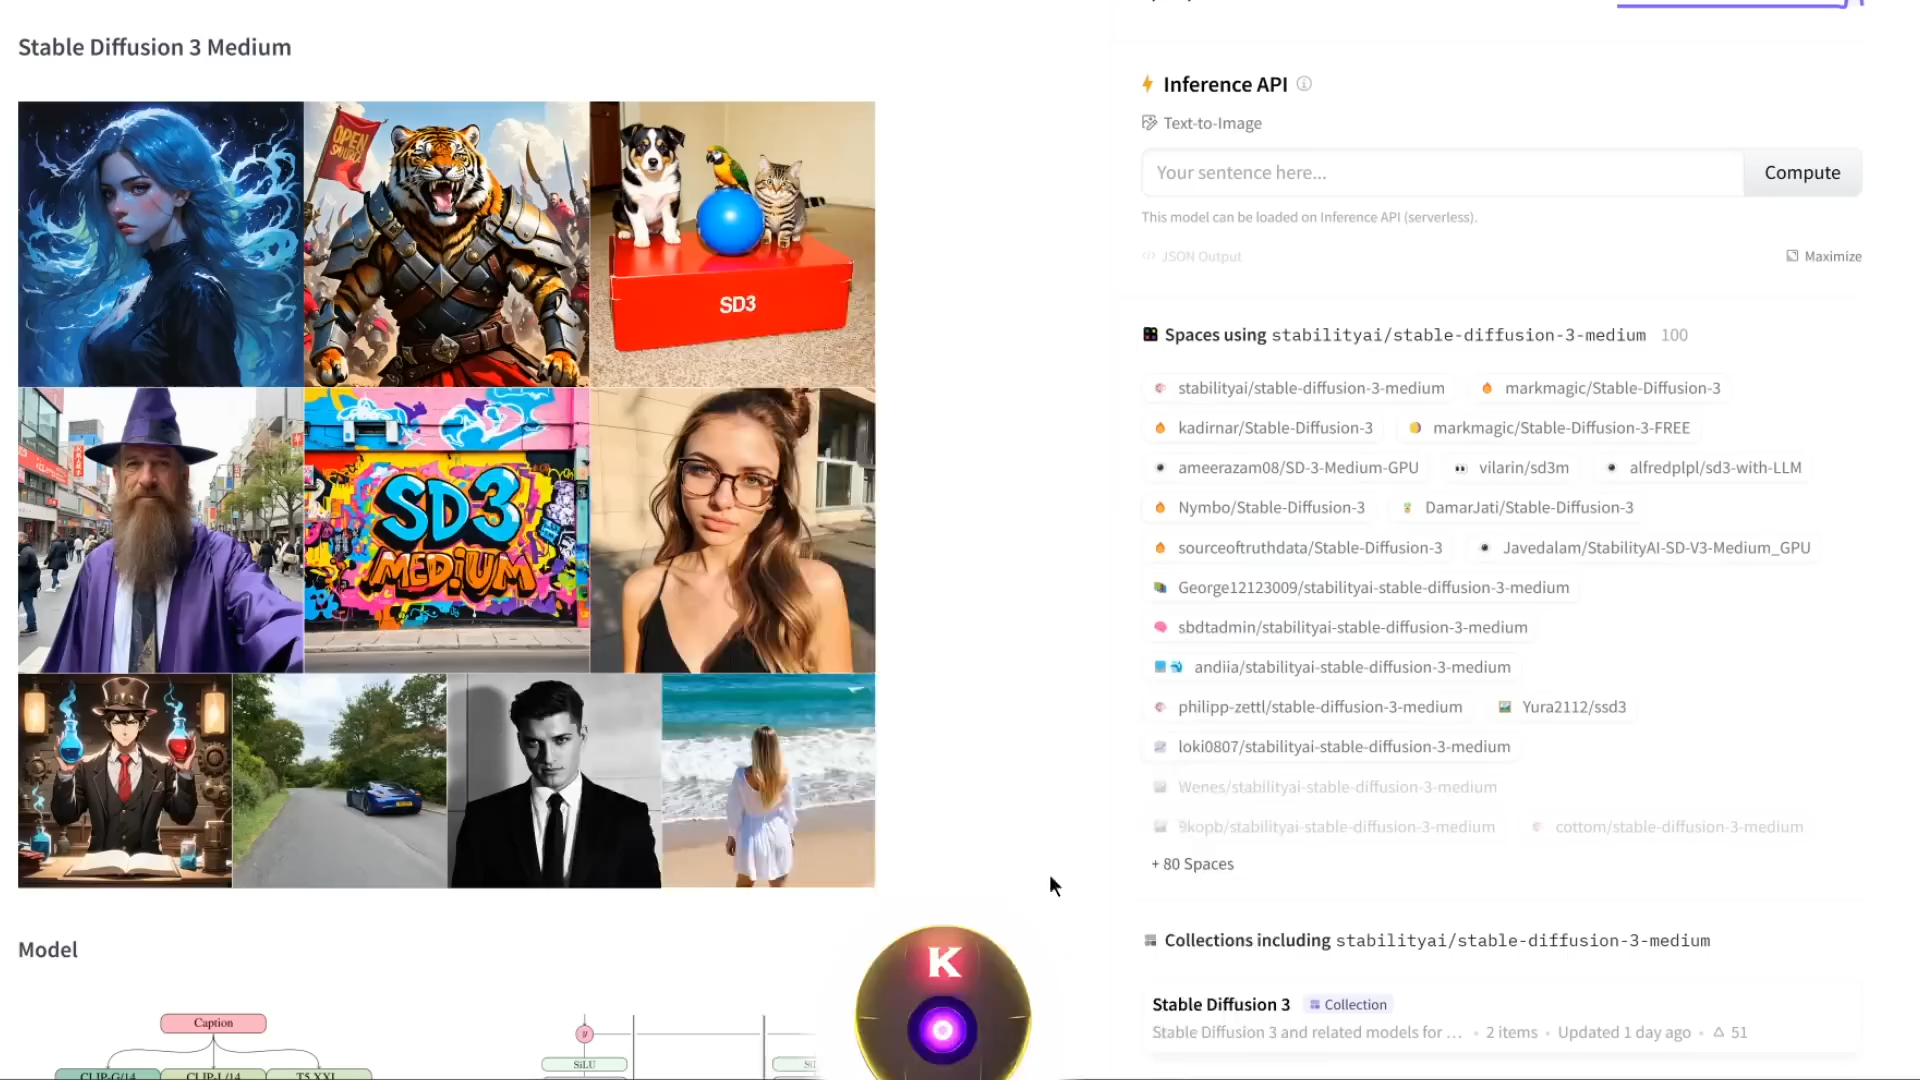 Stable Diffusion 3 Medium
OPEN
SOURCE
SD3
SD3
MEDIUM
Model
Caption
CLIP-G/14
CLIP-L/14
T5 XXL
y
SiLU
K
Inference API
Text-to-Image
Your sentence here...
Compute
This model can be loaded on Inference API (serverless).
JSON Output
Maximize
Spaces using stabilityai/stable-diffusion-3-medium 100
stabilityai/stable-diffusion-3-medium markmagic/Stable-Diffusion-3
kadirnar/Stable-Diffusion-3 markmagic/Stable-Diffusion-3-FREE
ameerazam08/SD-3-Medium-GPU vilarin/sd3m alfredplpl/sd3-with-LLM
Nymbo/Stable-Diffusion-3 DamarJati/Stable-Diffusion-3
sourceoftruthdata/Stable-Diffusion-3 Javedalam/StabilityAI-SD-V3-Medium_GPU
George12123009/stabilityai-stable-diffusion-3-medium
sbdtadmin/stabilityai-stable-diffusion-3-medium
andiia/stabilityai-stable-diffusion-3-medium
philipp-zettl/stable-diffusion-3-medium Yura2112/ssd3
loki0807/stabilityai-stable-diffusion-3-medium
Wenes/stabilityai-stable-diffusion-3-medium
9kopb/stabilityai-stable-diffusion-3-medium cottom/stable-diffusion-3-medium
+ 80 Spaces
Collections including stabilityai/stable-diffusion-3-medium
Stable Diffusion 3 Collection
Stable Diffusion 3 and related models for ... • 2 items • Updated 1 day ago • 51